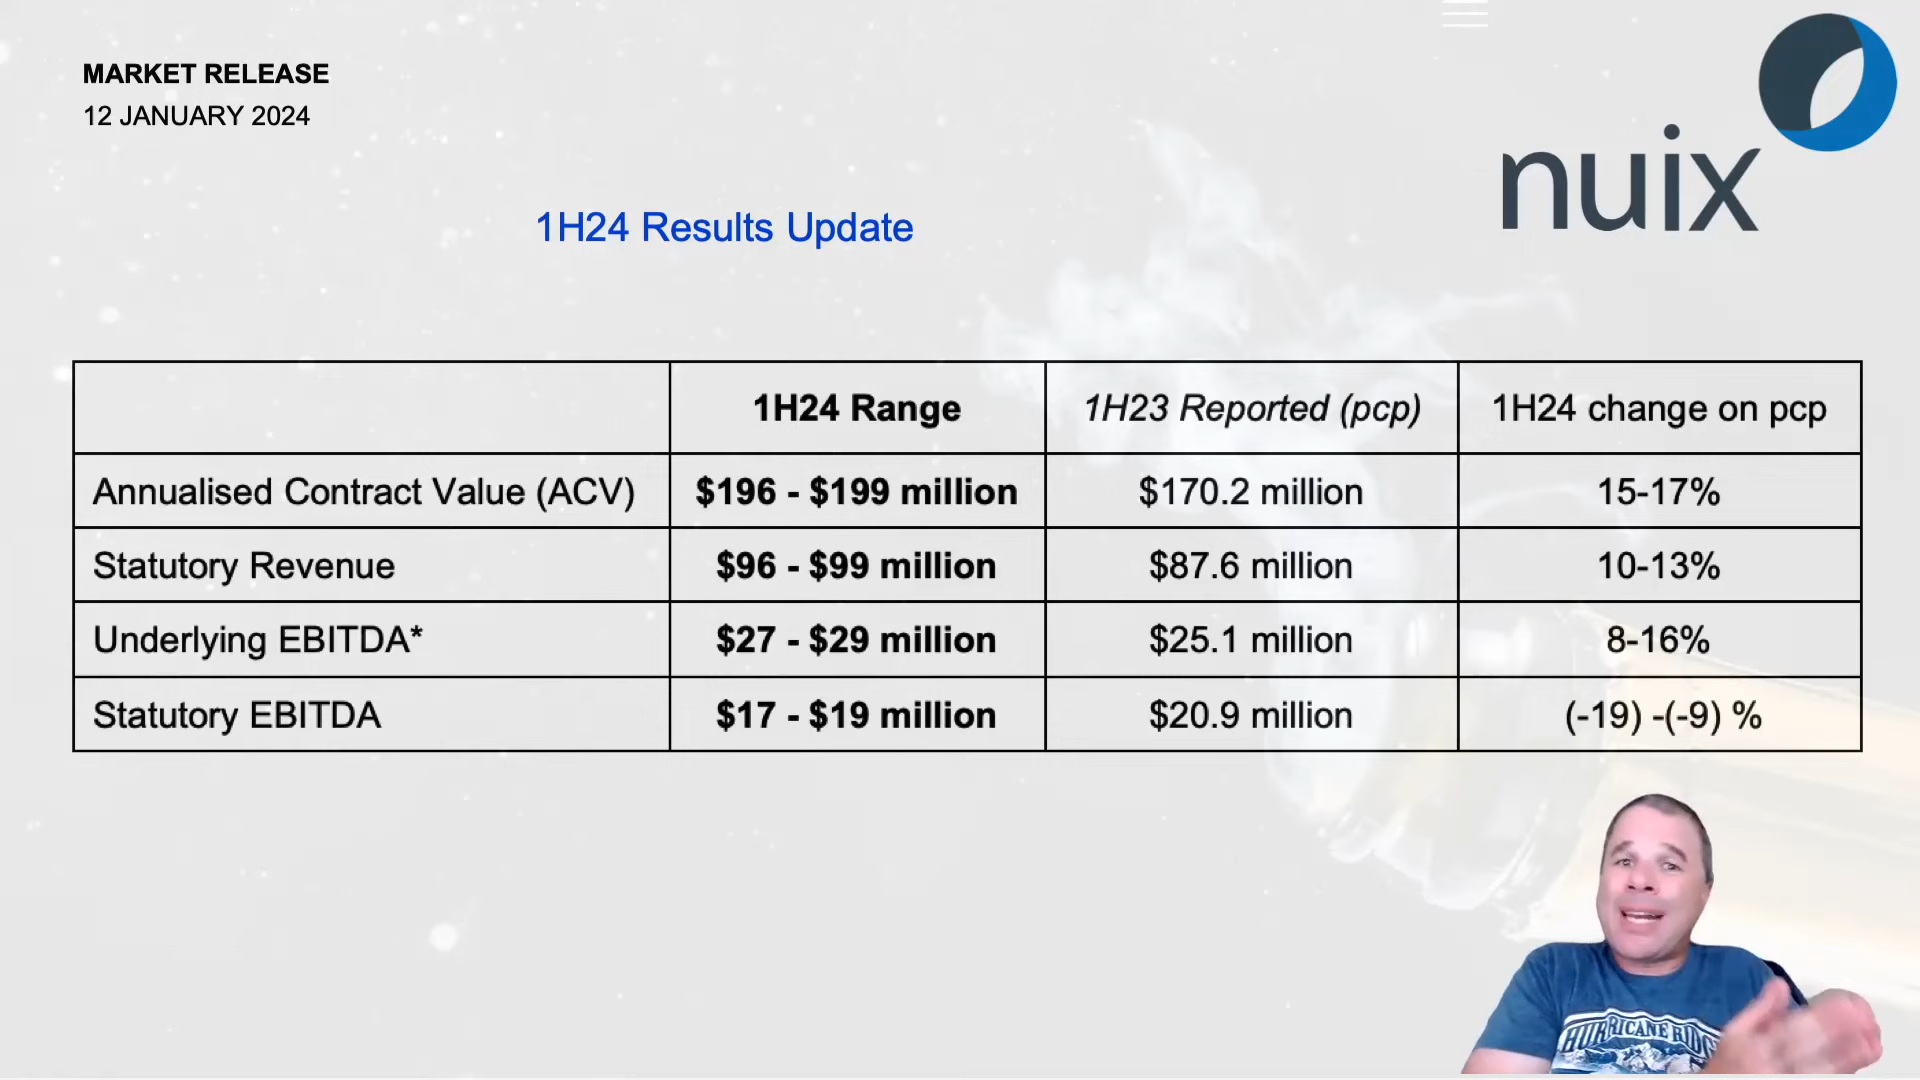 MARKET RELEASE
12 JANUARY 2024
nuix
1H24 Results Update
1H24 Range 1H23 Reported (pcp) 1H24 change on pcp
Annualised Contract Value (ACV) $196 - $199 million $170.2 million 15-17%
Statutory Revenue $96 - $99 million $87.6 million 10-13%
Underlying EBITDA* $27 - $29 million $25.1 million 8-16%
Statutory EBITDA $17 - $19 million $20.9 million (-19) -(-9) %
HURRICANE